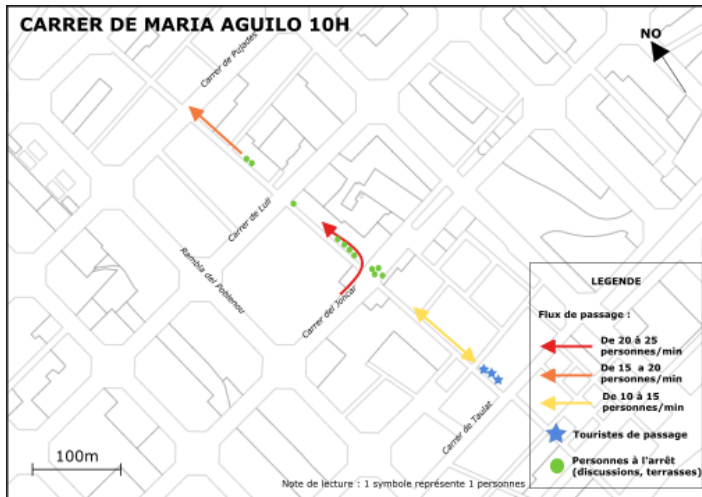 CARRER DE MARIA AGUILO 10H
NO
Carrer de Pujades
Carrer de Lull
Rambla del Poblenou
Carrer del Joncar
Carrer de Taulat
100m
LEGENDE
Flux de passage :
De 20 à 25
personnes/min
De 15 a 20
personnes/min
De 10 à 15
personnes/min
Touristes de passage
Personnes à l'arrêt
(discussions, terrasses)
Note de lecture : 1 symbole représente 1 personnes